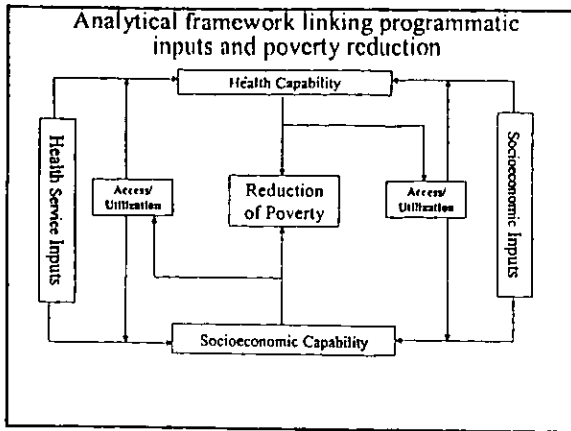 Analytical framework linking programmatic
inputs and poverty reduction
Health Capability
Health Service Inputs
Access/
Utilization
Reduction
of Poverty
Access/
Utilization
Socioeconomic Inputs
Socioeconomic Capability